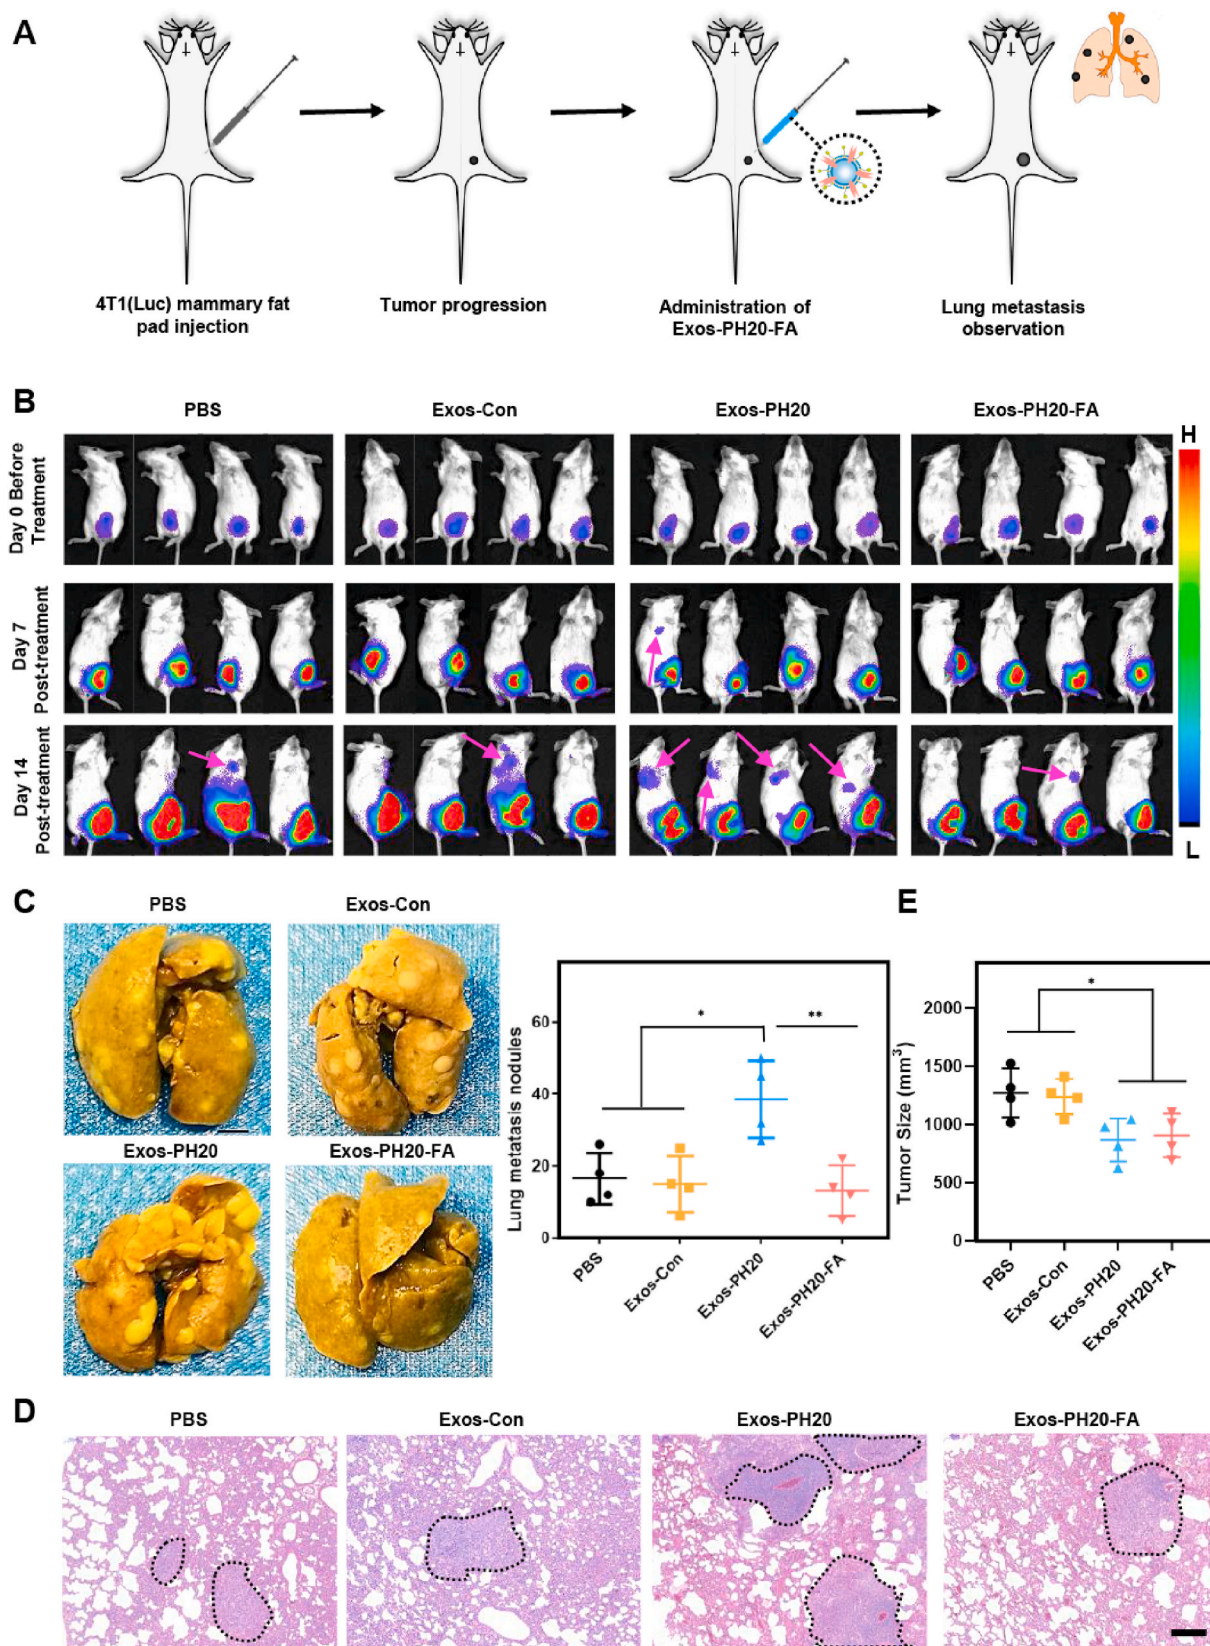 A
4T1(Luc) mammary fat
pad injection
Tumor progression
Administration of
Exos-PH20-FA
Lung metastasis
observation
B
PBS
Exos-Con
Exos-PH20
Exos-PH20-FA
H
Day 0 Before
Treatment
Day 7
Post-treatment
Day 14
Post-treatment
L
C
PBS
Exos-Con
Exos-PH20
Exos-PH20-FA
Lung metastasis nodules
60
40
20
0
*
**
PBS
Exos-Con
Exos-PH20
Exos-PH20-FA
E
Tumor Size (mm³)
2000
1500
1000
500
0
*
PBS
Exos-Con
Exos-PH20
Exos-PH20-FA
D
PBS
Exos-Con
Exos-PH20
Exos-PH20-FA